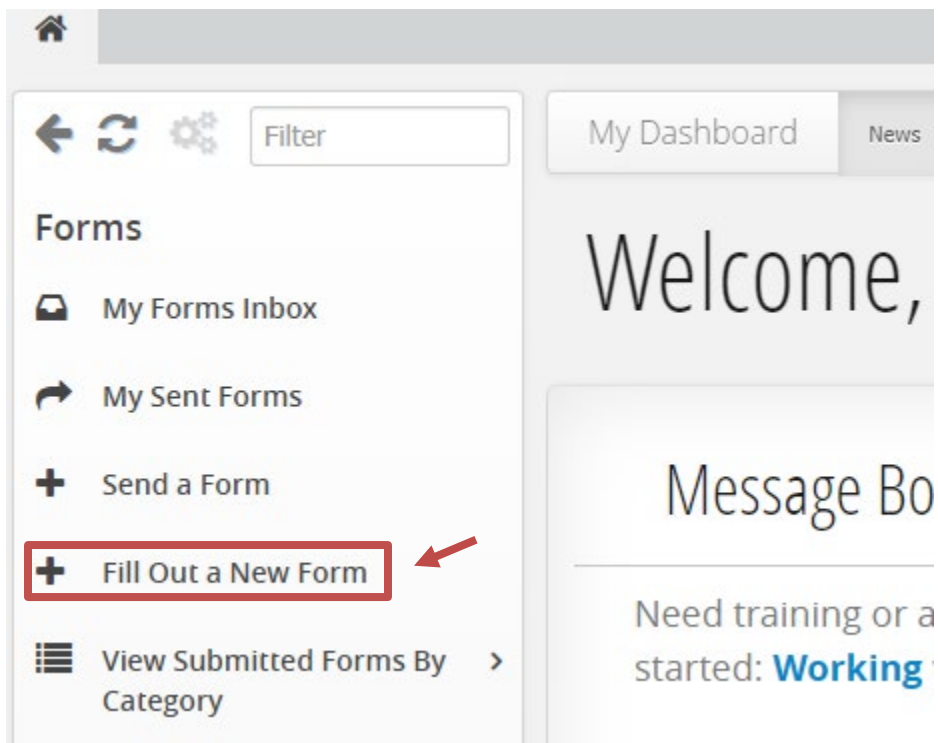 Filter
Forms
My Forms Inbox
My Sent Forms
Send a Form
Fill Out a New Form
View Submitted Forms By
Category
My Dashboard
News
Welcome,
Message Bo
Need training or a
started: Working